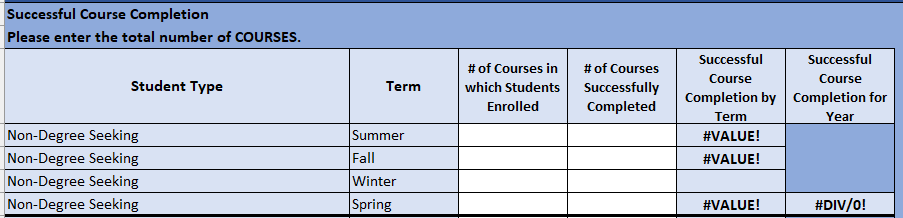 Successful Course Completion
Please enter the total number of COURSES.
Student Type
Term
# of Courses in
which Students
Enrolled
# of Courses
Successfully
Completed
Successful
Course
Completion by
Term
Successful
Course
Completion for
Year
Non-Degree Seeking Summer #VALUE!
Non-Degree Seeking Fall #VALUE!
Non-Degree Seeking Winter
Non-Degree Seeking Spring #VALUE! #DIV/0!